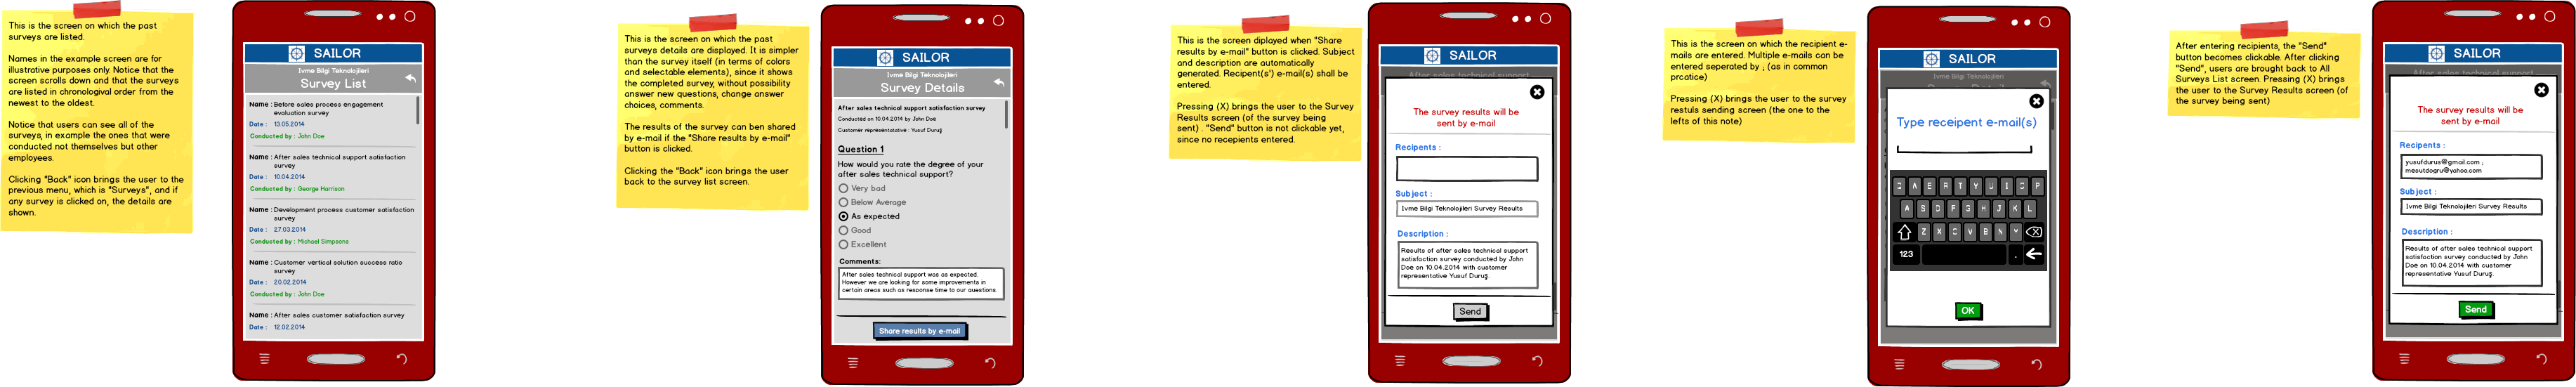 This is the screen on which the past
surveys are listed.
Names in the example screen are for
illustrative purposes only. Notice that the
screen scrolls down and that the surveys
are listed in chronologival order from the
newest to the oldest.
Notice that users can see all of the
surveys, in example the ones that were
conducted not themselves but other
employees.
Clicking "Back" icon brings the user to the
previous menu, which is "Surveys", and if
any survey is clicked on, the details are
shown.
SAILOR
Ivme Bilgi Teknolojileri
Survey List
Name : Before sales process engagement
evaluation survey
Date : 13.05.2014
Conducted by : John Doe
Name : After sales technical support satisfaction
survey
Date : 10.04.2014
Conducted by : George Harrison
Name : Development process customer satisfaction
survey
Date : 27.03.2014
Conducted by : Michael Simpsons
Name : Customer vertical solution success ratio
survey
Date : 20.02.2014
Conducted by : John Doe
Name : After sales customer satisfaction survey
Date : 12.02.2014
This is the screen on which the past
surveys details are displayed. It is simpler
than the survey itself (in terms of colors
and selectable elements), since it shows
the completed survey, without possibility
answer new questions, change answer
choices, comments.
The results of the survey can ben shared
by e-mail if the "Share results by e-mail"
button is clicked.
Clicking the "Back" icon brings the user
back to the survey list screen.
SAILOR
Ivme Bilgi Teknolojileri
Survey Details
After sales technical support satisfaction survey
Conducted on 10.04.2014 by John Doe
Customer répresentátative : Yusuf Duruğ
Question 1
How would you rate the degree of your
after sales technical support?
Very bad
Below Average
As expected
Good
Excellent
Comments:
After sales technical support was as expected.
However we are looking for some improvements in
certain areas such as response time to our questions.
Share results by e-mail
This is the screen diplayed when "Share
results by e-mail" button is clicked. Subject
and description are automatically
generated. Recipient(s') e-mail(s) shall be
entered.
Pressing (X) brings the user to the Survey
Results screen (of the survey being
sent) . "Send" button is not clickable yet,
since no recepients entered.
SAILOR
After sales technical support
The survey results will be
sent by e-mail
Recipents :
Subject :
Ivme Bilgi Teknolojileri Survey Results
Description :
Results of after sales technical support
satisfaction survey conducted by John
Doe on 10.04.2014 with customer
representative Yusuf Duruğ.
Send
This is the screen on which the recipient e-
mails are entered. Multiple e-mails can be
entered seperated by ; (as in common
prcatice)
Pressing (X) brings the user to the survey
restuls sending screen (the one to the
lefts of this note)
SAILOR
Ivme Bilgi Teknolojileri
Type receipent e-mail(s)
A E R T Y U I O P
A S D F G H J K L
Z X C V B N
123 .
OK
After entering recipients, the "Send"
button becomes clickable. After clicking
"Send", users are brought back to All
Surveys List screen. Pressing (X) brings
the user to the Survey Results screen (of
the survey being sent)
SAILOR
After sales technical support
The survey results will be
sent by e-mail
Recipents :
yusufdurus@gmail.com ,
mesutdogru@yahoo.com
Subject :
Ivme Bilgi Teknolojileri Survey Results
Description :
Results of after sales technical support
satisfaction survey conducted by John
Doe on 10.04.2014 with customer
representative Yusuf Duruğ.
Send